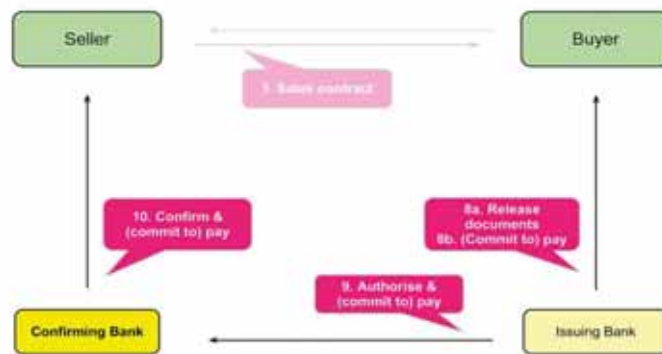 Seller
Buyer
1. Sales contract
10. Confirm &
(commit to) pay
8a. Release
documents
8b. (Commit to) pay
9. Authorise &
(commit to) pay
Confirming Bank
Issuing Bank